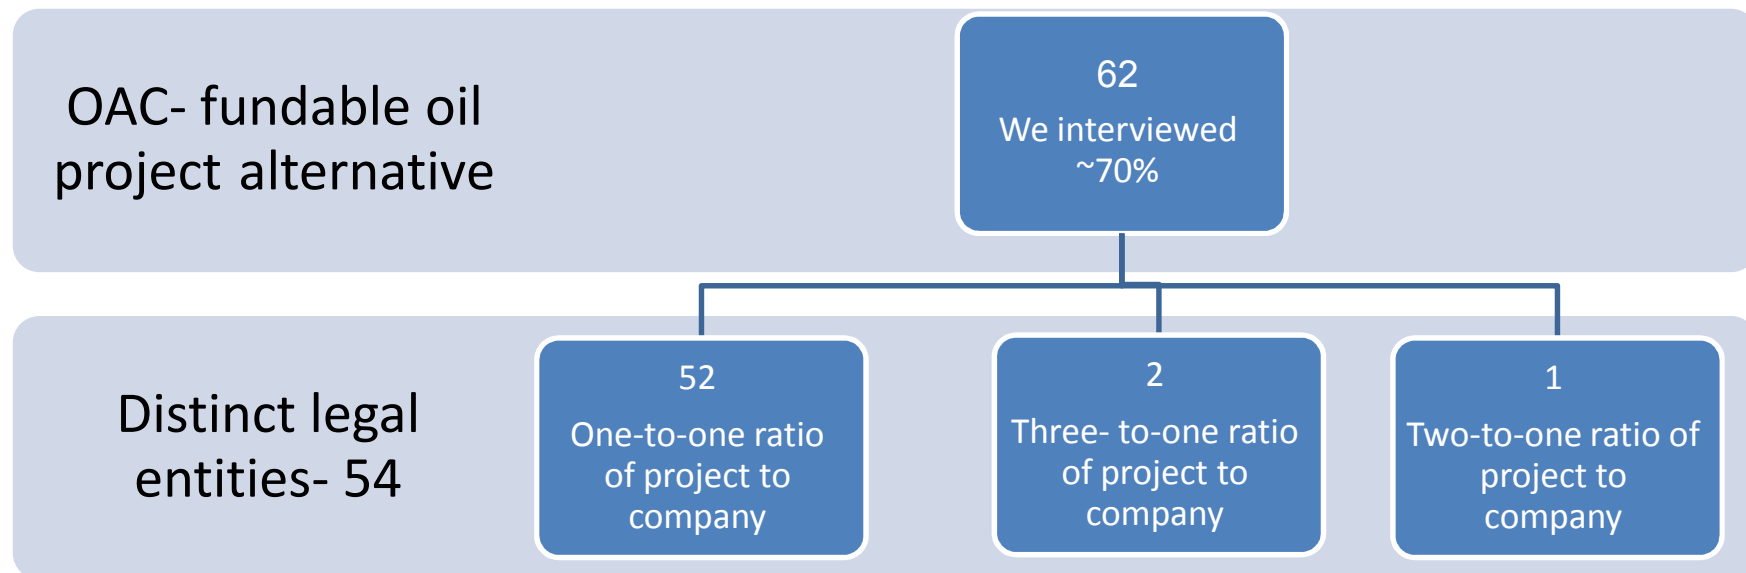 OAC- fundable oil
project alternative
62
We interviewed
~70%
Distinct legal
entities- 54
52
One-to-one ratio
of project to
company
2
Three- to-one ratio
of project to
company
1
Two-to-one ratio of
project to
company